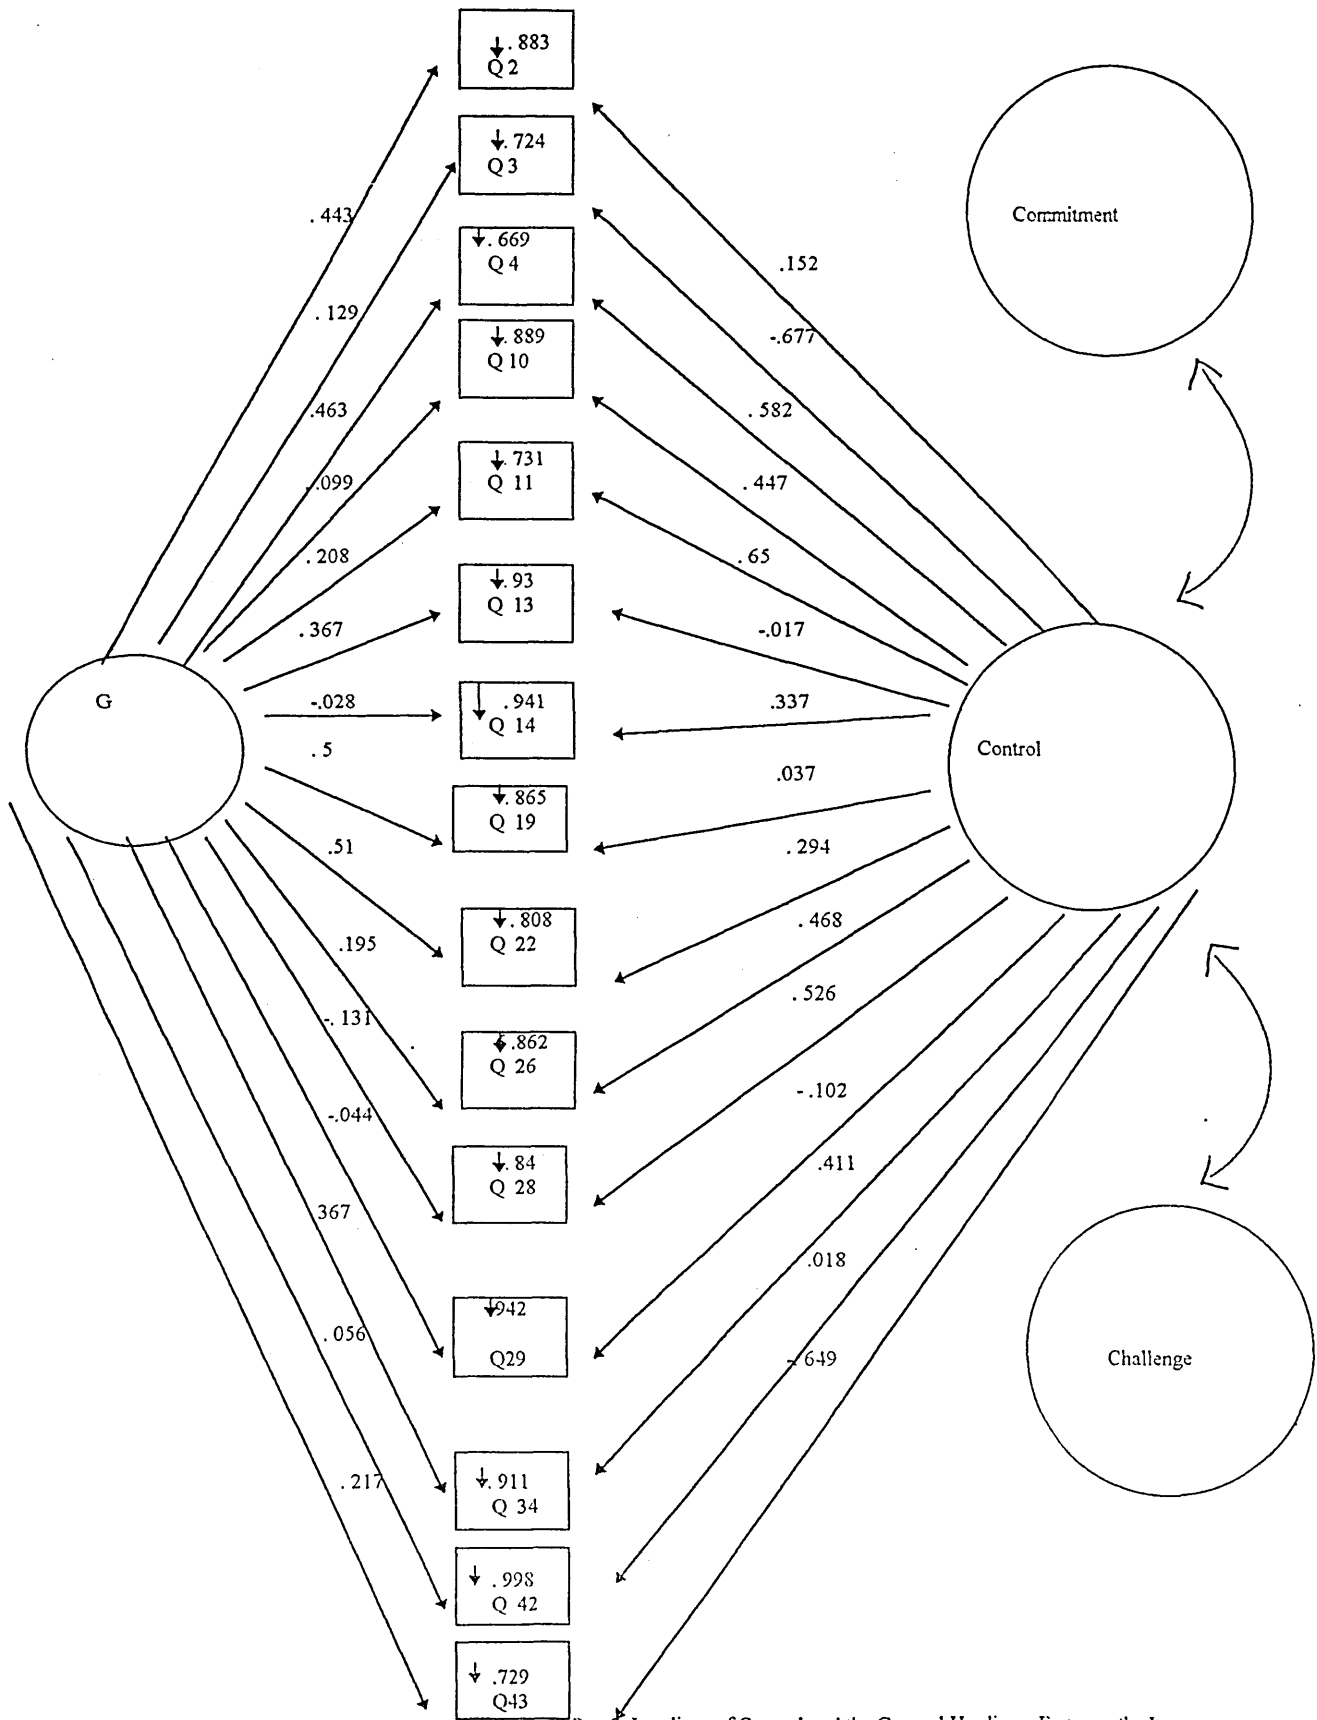 . 883
Q 2
. 724
Q 3
. 669
Q 4
. 889
Q 10
. 731
Q 11
. 93
Q 13
. 941
Q 14
. 865
Q 19
. 808
Q 22
.862
Q 26
. 84
Q 28
942
Q29
. 911
Q 34
. 998
Q 42
.729
Q43
G
. 443
. 129
.463
.099
. 208
. 367
-.028
. 5
.51
.195
-. 131
-.044
367
. 056
. 217
.152
-.677
. 582
. 447
. 65
-.017
.337
.037
. 294
. 468
. 526
- .102
.411
.018
-. 649
Commitment
Control
Challenge